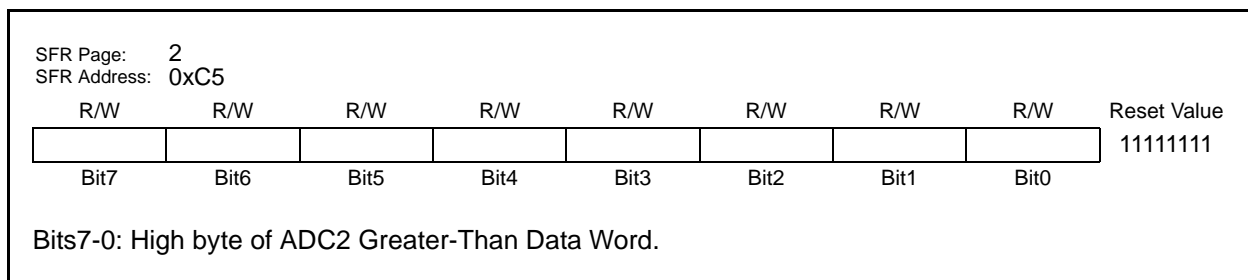 SFR Page: 2
SFR Address: 0xC5
R/W R/W R/W R/W R/W R/W R/W R/W Reset Value
11111111
Bit7 Bit6 Bit5 Bit4 Bit3 Bit2 Bit1 Bit0
Bits7-0: High byte of ADC2 Greater-Than Data Word.